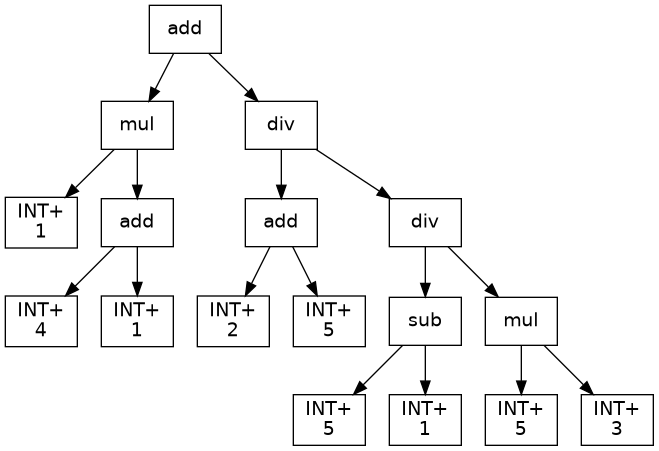 add
mul
div
INT+
1
add
add
div
INT+
4
INT+
1
INT+
2
INT+
5
sub
mul
INT+
5
INT+
1
INT+
5
INT+
3